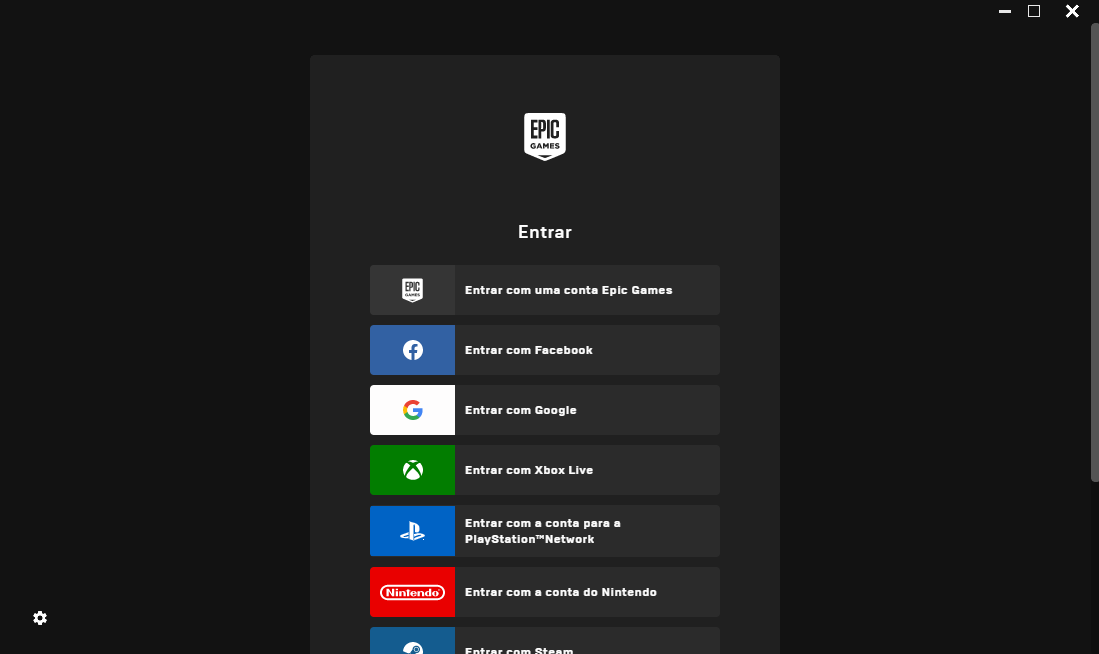 EPIC
GAMES
Entrar
EPIC
GAMES
Entrar com uma conta Epic Games
Entrar com Facebook
Entrar com Google
Entrar com Xbox Live
Entrar com a conta para a
PlayStation™Network
Nintendo
Entrar com a conta do Nintendo
Entrar com Steam